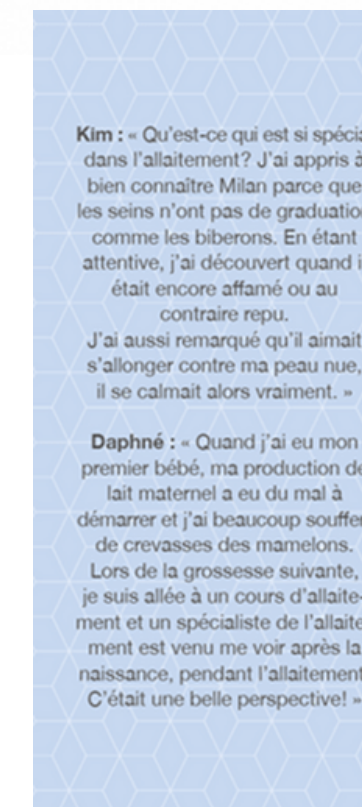 Kim : « Qu'est-ce qui est si spécia
dans l'allaitement? J'ai appris à
bien connaître Milan parce que
les seins n'ont pas de graduation
comme les biberons. En étant
attentive, j'ai découvert quand i
était encore affamé ou au
contraire repu.
J'ai aussi remarqué qu'il aimait
s'allonger contre ma peau nue,
il se calmait alors vraiment. »
Daphné : « Quand j'ai eu mon
premier bébé, ma production de
lait maternel a eu du mal à
démarrer et j'ai beaucoup souffer
de crevasses des mamelons.
Lors de la grossesse suivante,
je suis allée à un cours d'allaite-
ment et un spécialiste de l'allaite
ment est venu me voir après la
naissance, pendant l'allaitement
C'était une belle perspective! »